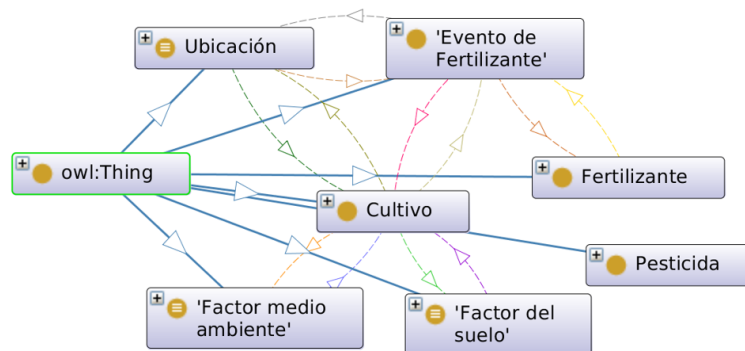 Ubicación
'Evento de
Fertilizante'
owl:Thing
Fertilizante
Cultivo
Pesticida
'Factor medio
ambiente'
'Factor del
suelo'